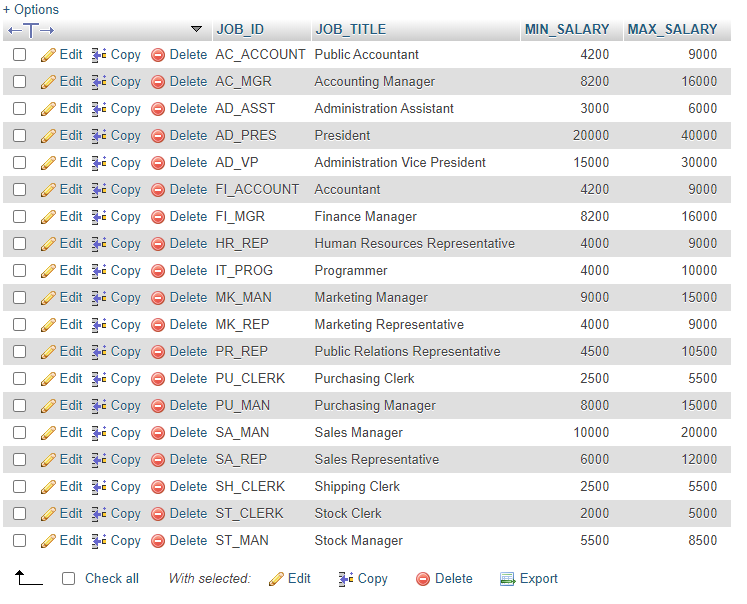 + Options
JOB_ID JOB_TITLE MIN_SALARY MAX_SALARY
Edit Copy Delete AC_ACCOUNT Public Accountant 4200 9000
Edit Copy Delete AC_MGR Accounting Manager 8200 16000
Edit Copy Delete AD_ASST Administration Assistant 3000 6000
Edit Copy Delete AD_PRES President 20000 40000
Edit Copy Delete AD_VP Administration Vice President 15000 30000
Edit Copy Delete FI_ACCOUNT Accountant 4200 9000
Edit Copy Delete FI_MGR Finance Manager 8200 16000
Edit Copy Delete HR_REP Human Resources Representative 4000 9000
Edit Copy Delete IT_PROG Programmer 4000 10000
Edit Copy Delete MK_MAN Marketing Manager 9000 15000
Edit Copy Delete MK_REP Marketing Representative 4000 9000
Edit Copy Delete PR_REP Public Relations Representative 4500 10500
Edit Copy Delete PU_CLERK Purchasing Clerk 2500 5500
Edit Copy Delete PU_MAN Purchasing Manager 8000 15000
Edit Copy Delete SA_MAN Sales Manager 10000 20000
Edit Copy Delete SA_REP Sales Representative 6000 12000
Edit Copy Delete SH_CLERK Shipping Clerk 2500 5500
Edit Copy Delete ST_CLERK Stock Clerk 2000 5000
Edit Copy Delete ST_MAN Stock Manager 5500 8500
Check all With selected: Edit Copy Delete Export